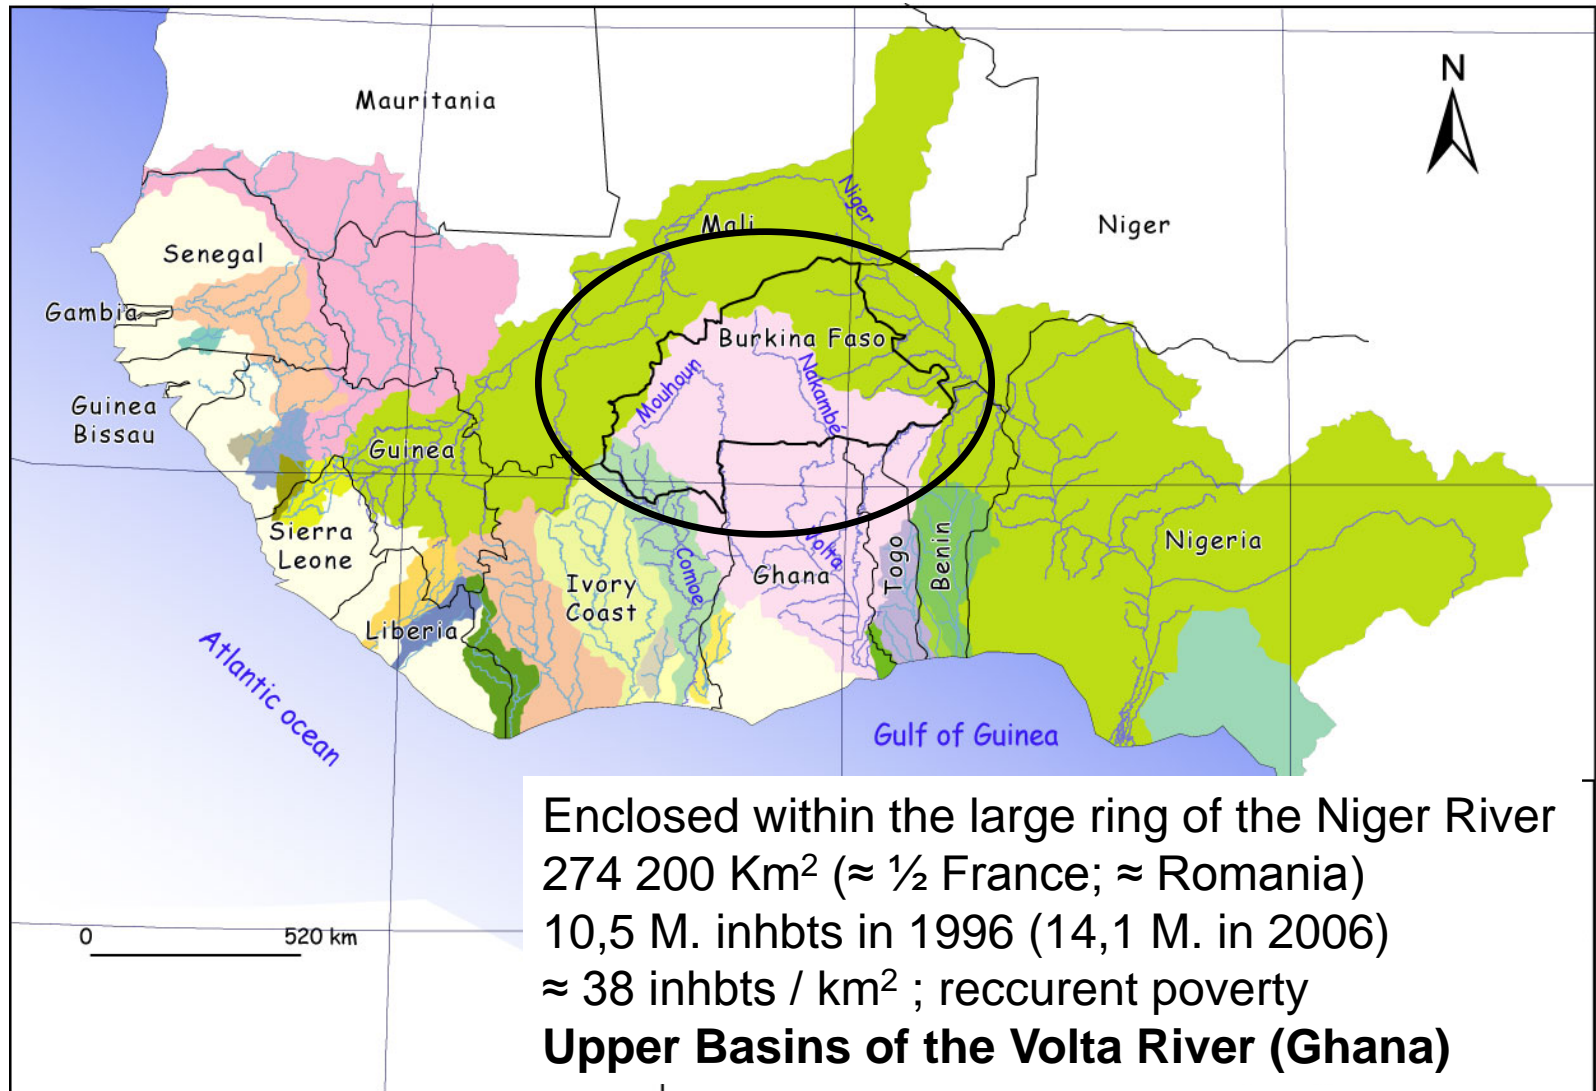 N
Mauritania
Niger
Mali
Niger
Senegal
Gambia
Burkina Faso
Mouhoun
Nakambé
Guinea
Bissau
Guinea
Sierra
Leone
Ivory
Coast
Comoe
Volta
Ghana
Togo
Benin
Nigeria
Liberia
Atlantic ocean
Gulf of Guinea
0 520 km
Enclosed within the large ring of the Niger River
274 200 Km² (≈ ½ France; ≈ Romania)
10,5 M. inhbts in 1996 (14,1 M. in 2006)
≈ 38 inhbts / km² ; reccurent poverty
Upper Basins of the Volta River (Ghana)